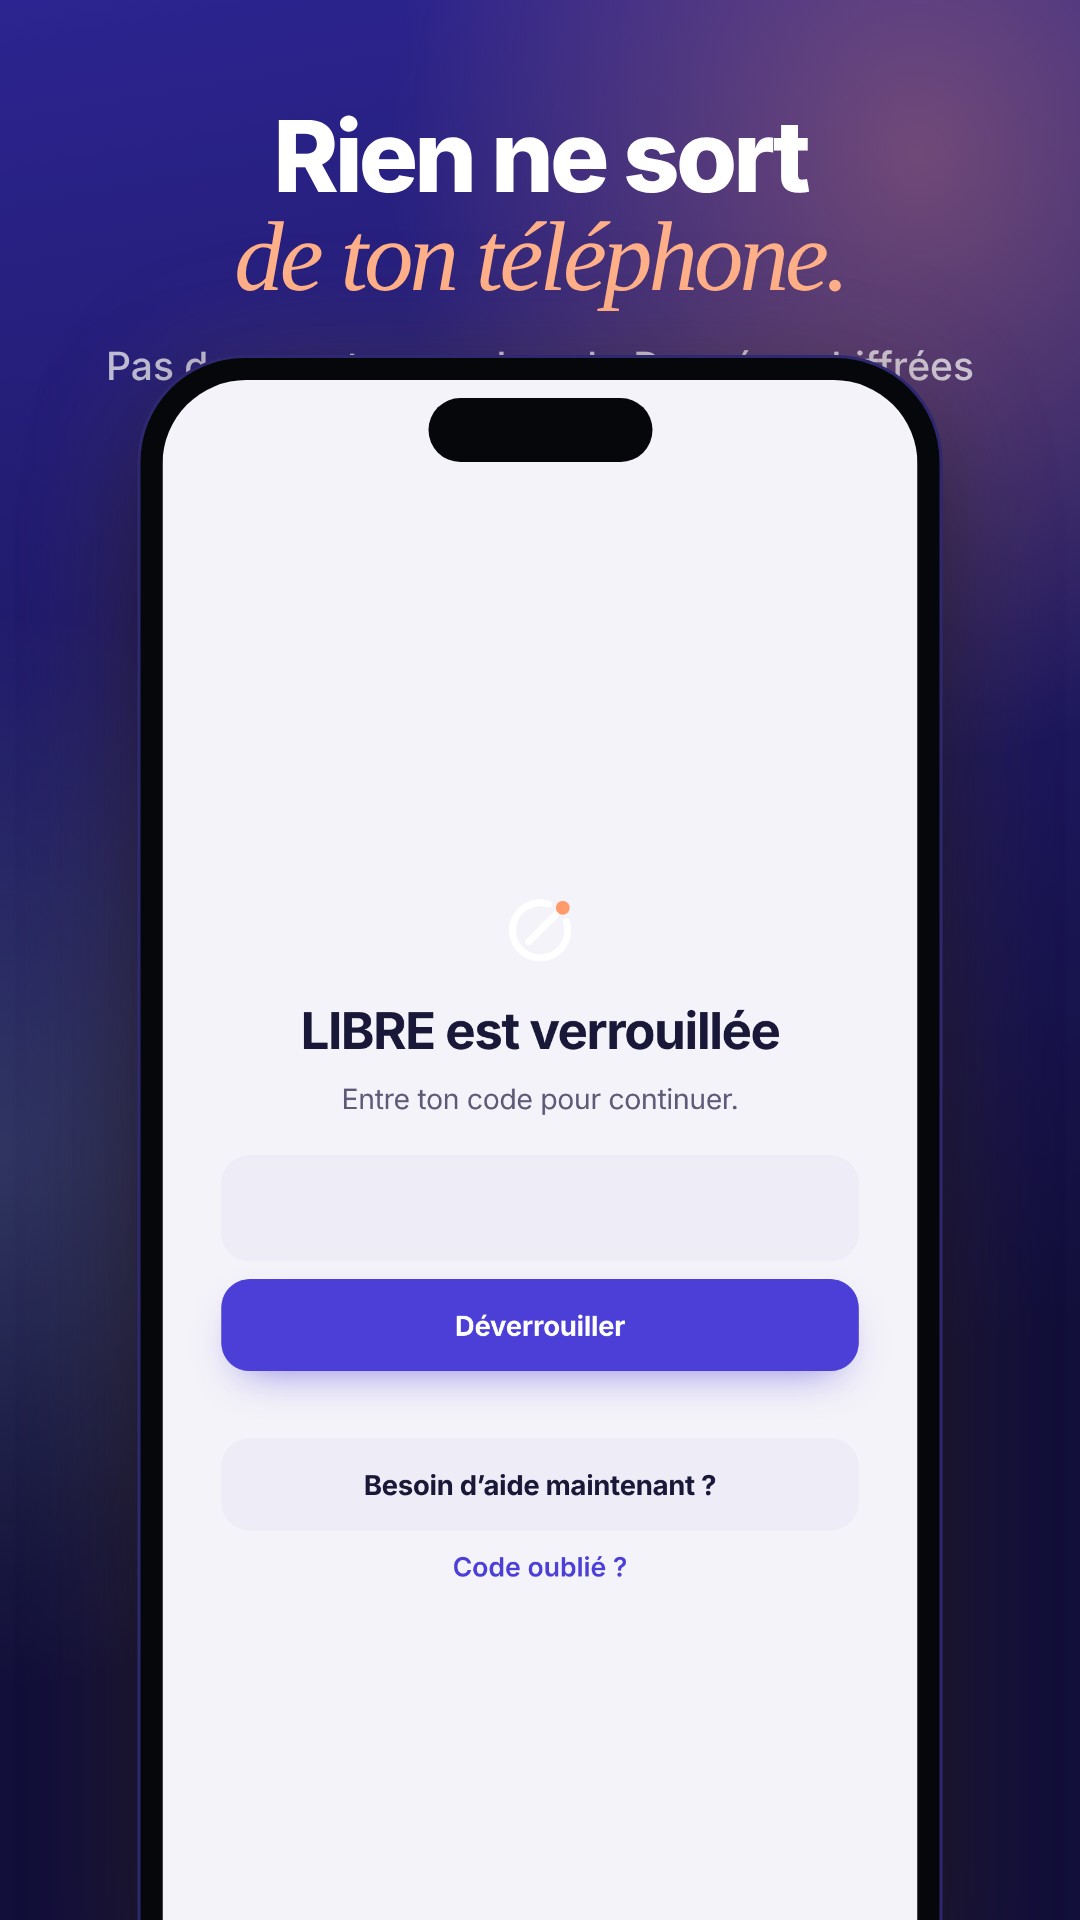 Rien ne sort
de ton téléphone.
Pas
LIBRE est verrouillée
Entre ton code pour continuer.
Déverrouiller
Besoin d’aide maintenant ?
Code oublié ?